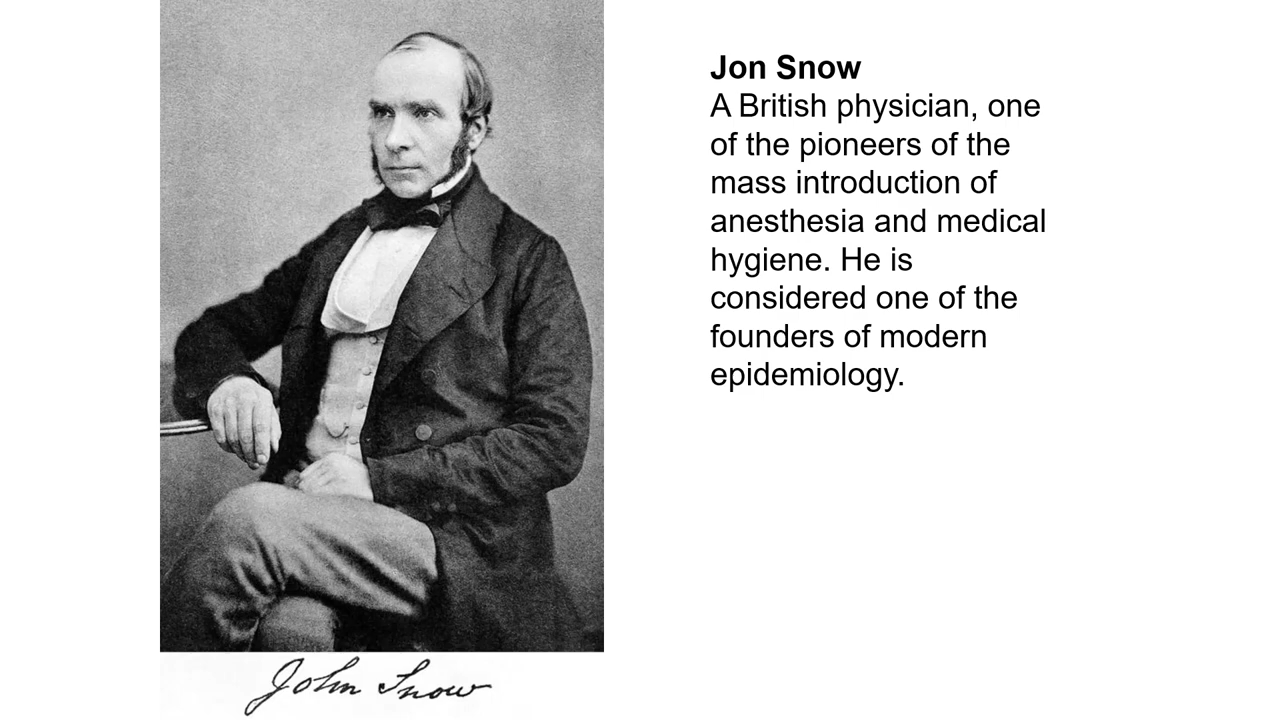 Jon Snow
A British physician, one
of the pioneers of the
mass introduction of
anesthesia and medical
hygiene. He is
considered one of the
founders of modern
epidemiology.
John Snow